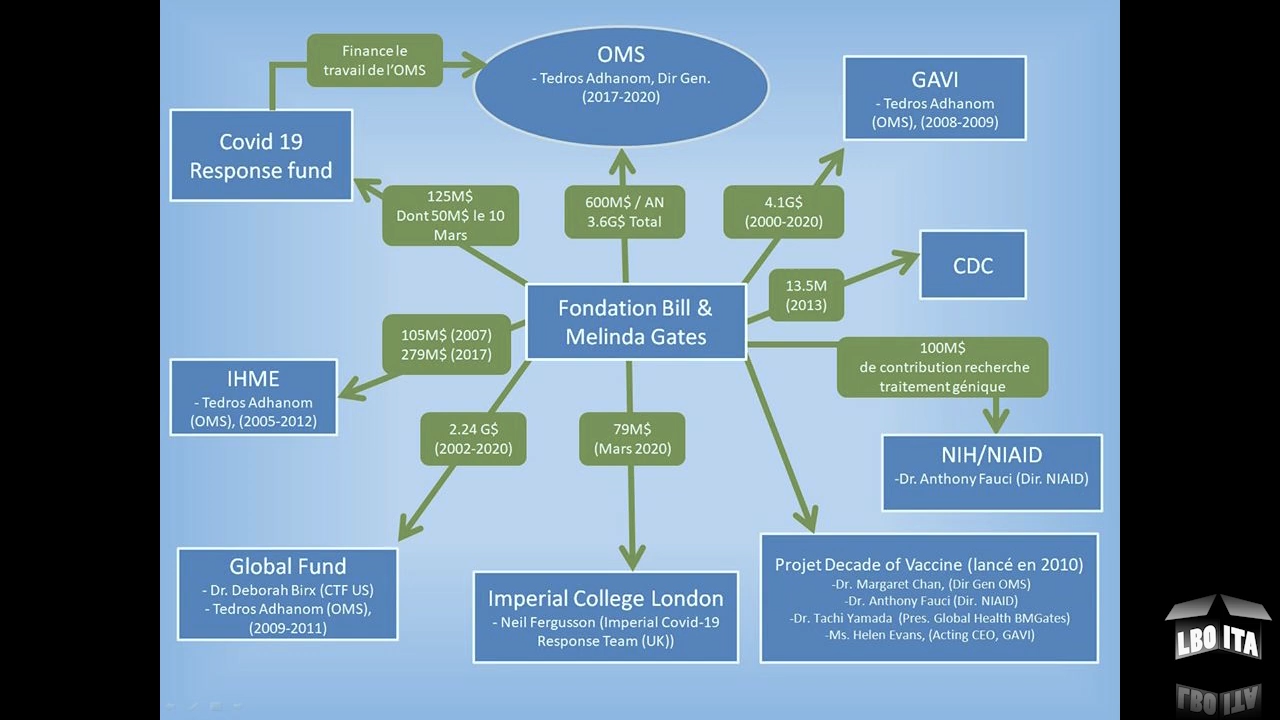 Finance le
travail de l'OMS
OMS
- Tedros Adhanom, Dir Gen.
(2017-2020)
GAVI
- Tedros Adhanom
(OMS), (2008-2009)
Covid 19
Response fund
125M$
Dont 50M$ le 10
Mars
600M$ / AN
3.6G$ Total
4.1G$
(2000-2020)
CDC
13.5M
(2013)
Fondation Bill &
Melinda Gates
105M$ (2007)
279M$ (2017)
100M$
de contribution recherche
traitement génique
IHME
- Tedros Adhanom
(OMS), (2005-2012)
2.24 G$
(2002-2020)
79M$
(Mars 2020)
NIH/NIAID
-Dr. Anthony Fauci (Dir. NIAID)
Global Fund
- Dr. Deborah Birx (CTF US)
- Tedros Adhanom (OMS),
(2009-2011)
Imperial College London
- Neil Fergusson (Imperial Covid-19
Response Team (UK))
Projet Decade of Vaccine (lancé en 2010)
-Dr. Margaret Chan, (Dir Gen OMS)
-Dr. Anthony Fauci (Dir. NIAID)
-Dr. Tachi Yamada (Pres. Global Health BMGates)
-Ms. Helen Evans, (Acting CEO, GAVI)
LBO ITA